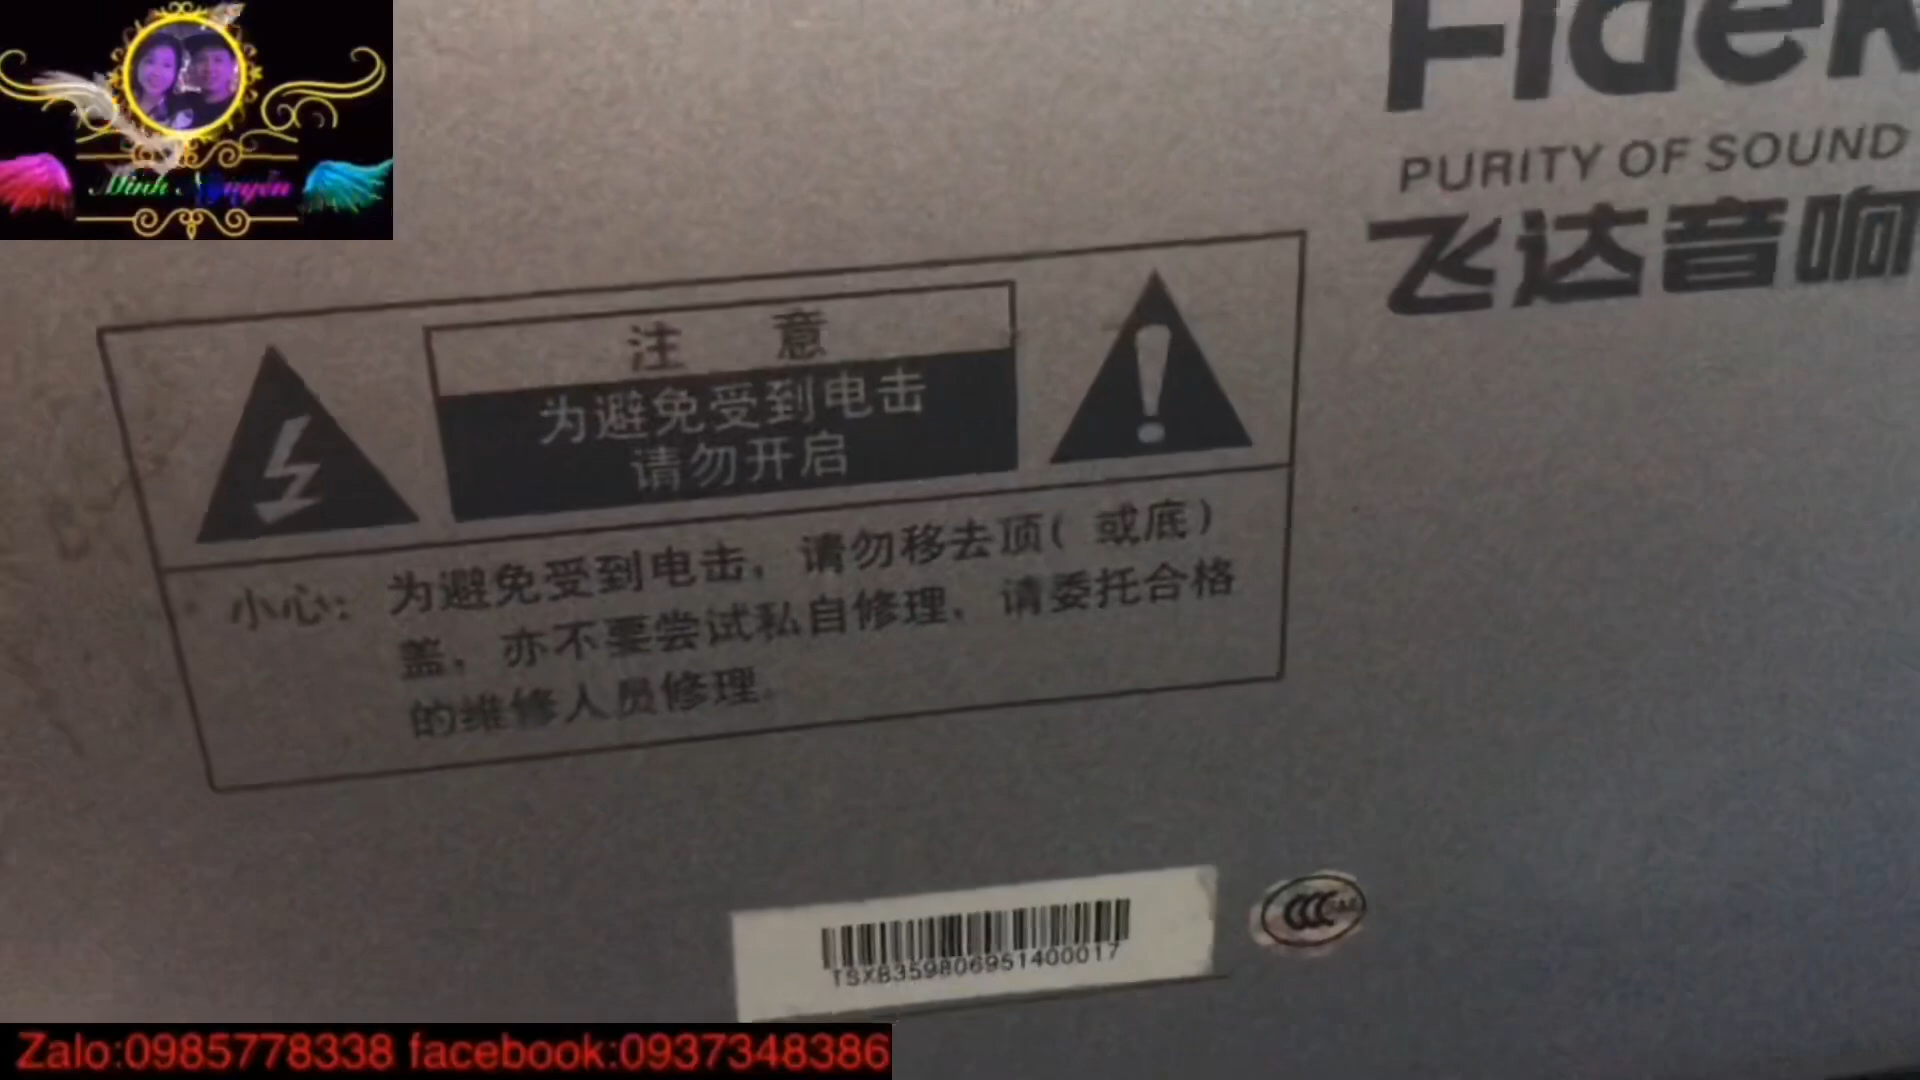 Minh Nguyễn
PURITY OF SOUND
飞达音响
注 意
为避免受到电击
请勿开启
小心: 为避免受到电击, 请勿移去顶( 或底)
盖, 亦不要尝试私自修理, 请委托合格
的维修人员修理
TSXB359806951400017
CCC
Zalo:0985778338 facebook:0937348386